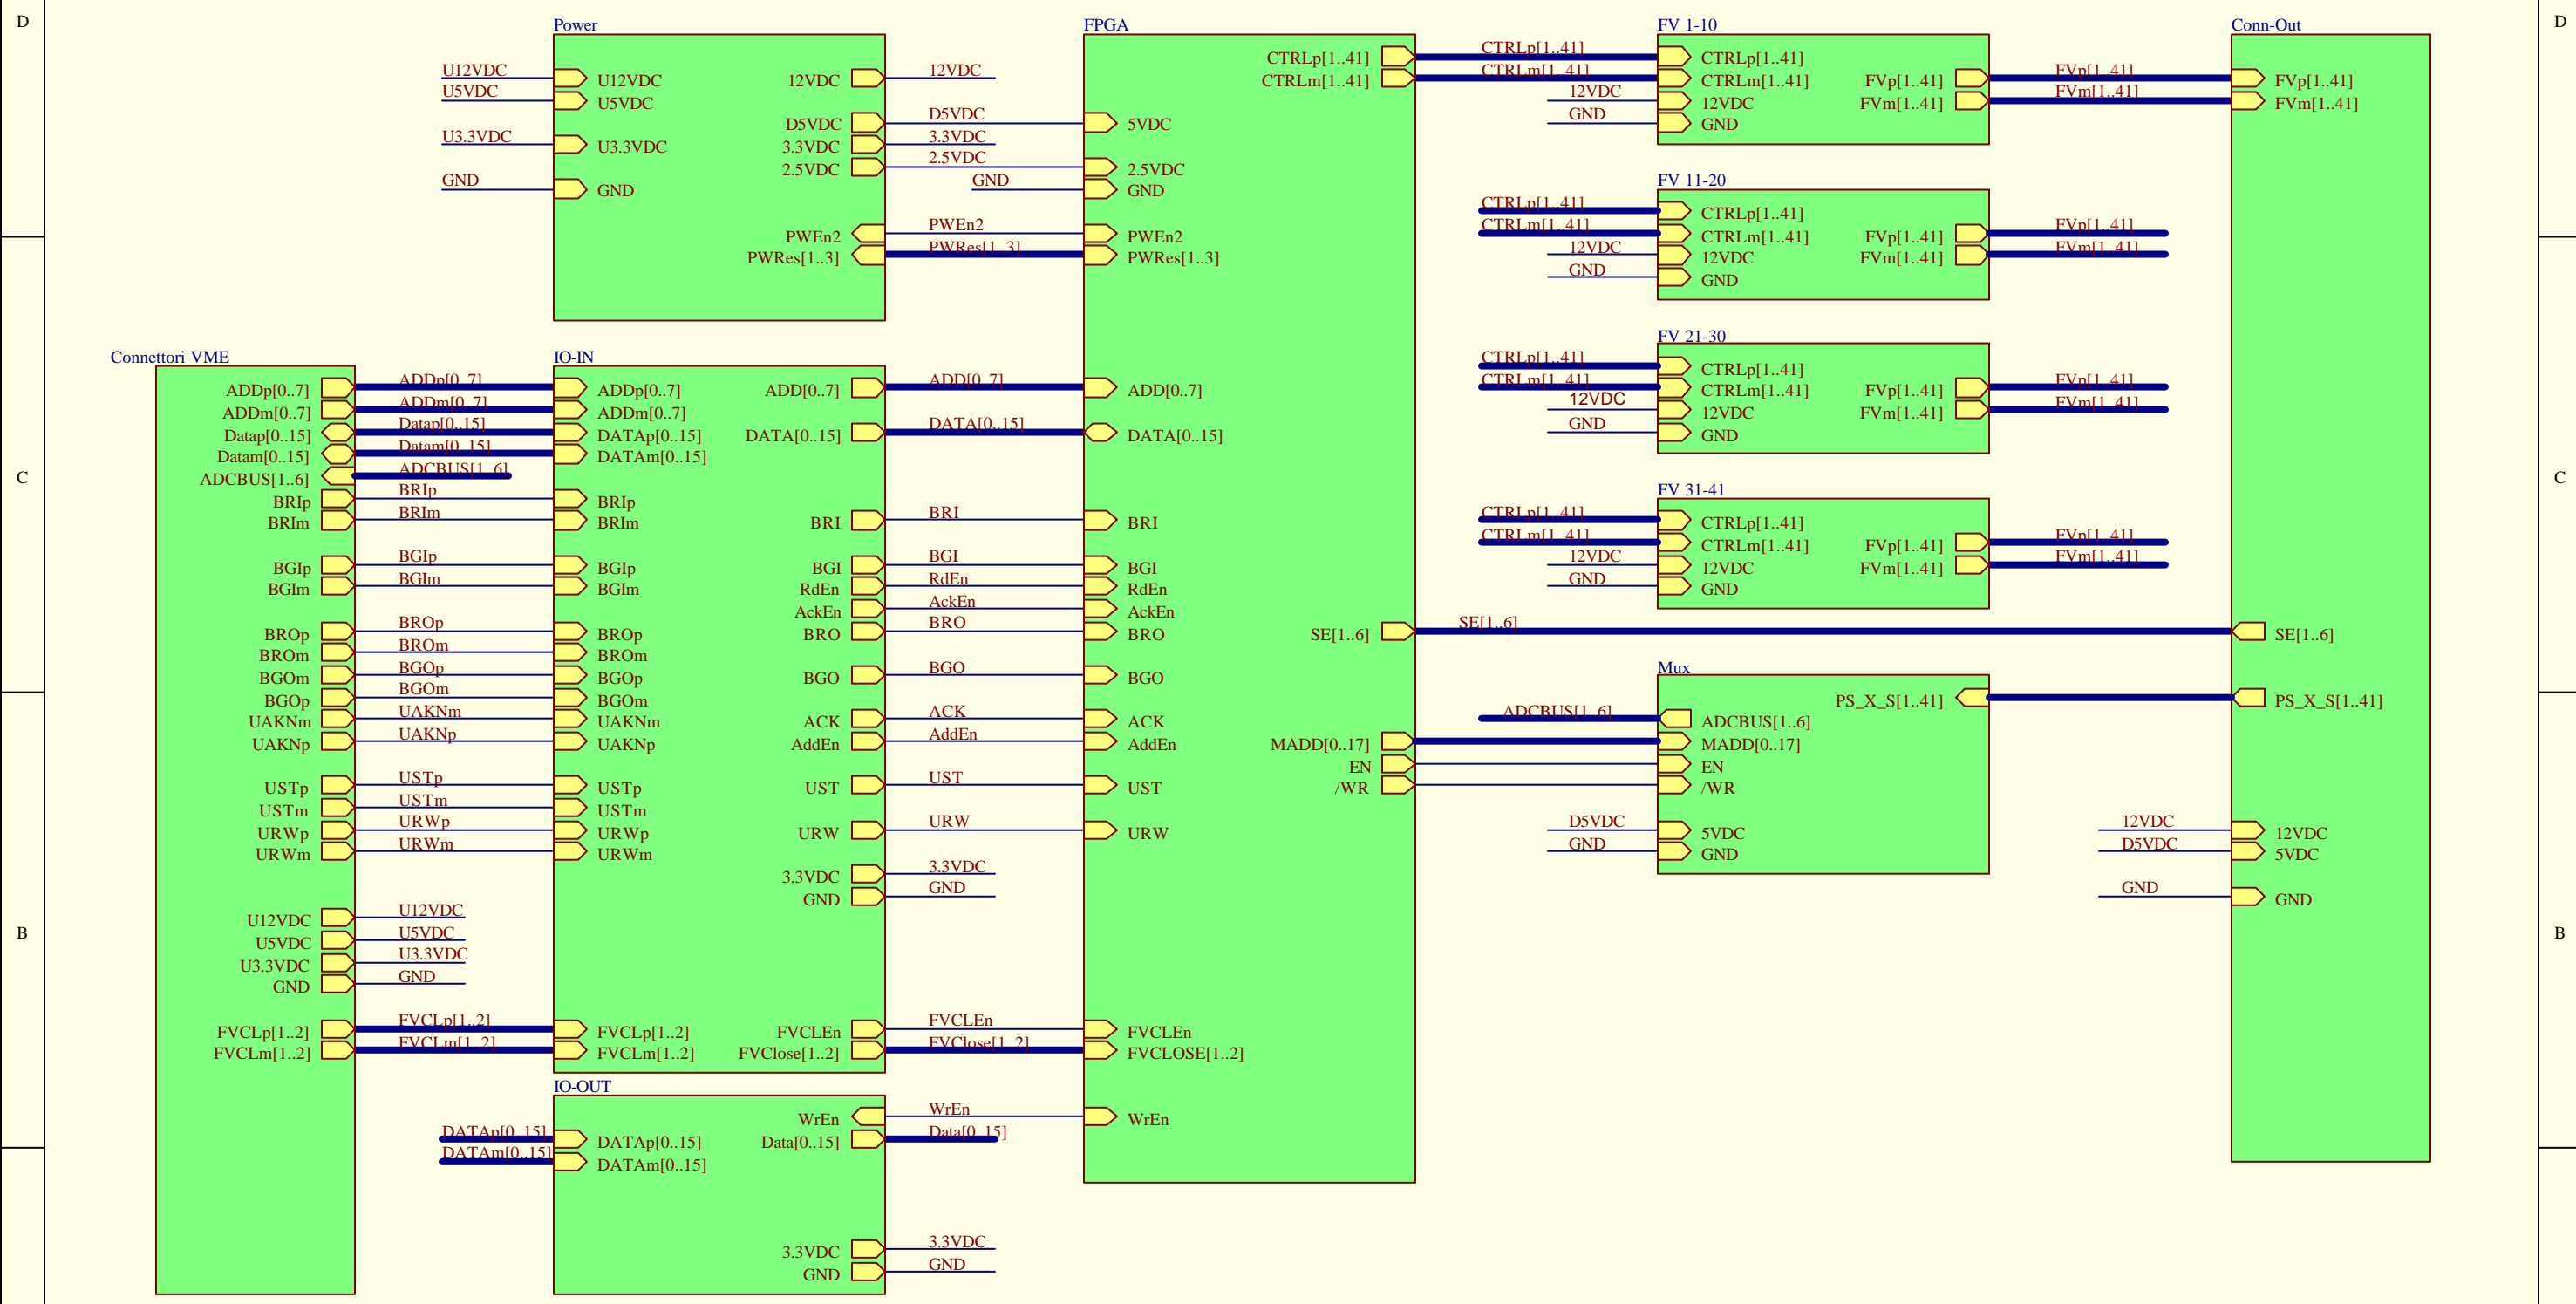 D
D
C
C
B
B
Power
U12VDC
U5VDC
U3.3VDC
GND
U12VDC
U5VDC
U3.3VDC
GND
12VDC
D5VDC
3.3VDC
2.5VDC
PWEn2
PWRes[1..3]
12VDC
D5VDC
3.3VDC
2.5VDC
GND
PWEn2
PWRes[1..3]
Connettori VME
ADDp[0..7]
ADDm[0..7]
Datap[0..15]
Datam[0..15]
ADCBUS[1..6]
BRIp
BRIm
BGIp
BGIm
BROp
BROm
BGOm
BGOp
UAKNm
UAKNp
USTp
USTm
URWp
URWm
U12VDC
U5VDC
U3.3VDC
GND
FVCLp[1..2]
FVCLm[1..2]
ADDp[0..7]
ADDm[0..7]
Datap[0..15]
Datam[0..15]
ADCBUS[1..6]
BRIp
BRIm
BGIp
BGIm
BROp
BROm
BGOp
BGOm
UAKNm
UAKNp
USTp
USTm
URWp
URWm
U12VDC
U5VDC
U3.3VDC
GND
FVCLp[1..2]
FVCLm[1..2]
IO-IN
ADDp[0..7]
ADDm[0..7]
DATAp[0..15]
DATAm[0..15]
BRIp
BRIm
BGIp
BGIm
BROp
BROm
BGOp
BGOm
UAKNm
UAKNp
USTp
USTm
URWp
URWm
FVCLp[1..2]
FVCLm[1..2]
ADD[0..7]
DATA[0..15]
BRI
BGI
RdEn
AckEn
BRO
BGO
ACK
AddEn
UST
URW
3.3VDC
GND
FVCLEn
FVClose[1..2]
ADD[0..7]
DATA[0..15]
BRI
BGI
RdEn
AckEn
BRO
BGO
ACK
AddEn
UST
URW
3.3VDC
GND
FVCLEn
FVClose[1..2]
IO-OUT
DATAp[0..15]
DATAm[0..15]
DATAp[0..15]
DATAm[0..15]
WrEn
Data[0..15]
3.3VDC
GND
WrEn
Data[0..15]
3.3VDC
GND
FPGA
5VDC
2.5VDC
GND
PWEn2
PWRes[1..3]
ADD[0..7]
DATA[0..15]
BRI
BGI
RdEn
AckEn
BRO
BGO
ACK
AddEn
UST
URW
FVCLEn
FVCLOSE[1..2]
WrEn
CTRLp[1..41]
CTRLm[1..41]
SE[1..6]
MADD[0..17]
EN
/WR
FV 1-10
CTRLp[1..41]
CTRLm[1..41]
12VDC
GND
CTRLp[1..41]
CTRLm[1..41]
12VDC
GND
FVp[1..41]
FVm[1..41]
FVp[1..41]
FVm[1..41]
FV 11-20
CTRLp[1..41]
CTRLm[1..41]
12VDC
GND
CTRLp[1..41]
CTRLm[1..41]
12VDC
GND
FVp[1..41]
FVm[1..41]
FVp[1..41]
FVm[1..41]
FV 21-30
CTRLp[1..41]
CTRLm[1..41]
12VDC
GND
CTRLp[1..41]
CTRLm[1..41]
12VDC
GND
FVp[1..41]
FVm[1..41]
FVp[1..41]
FVm[1..41]
FV 31-41
CTRLp[1..41]
CTRLm[1..41]
12VDC
GND
CTRLp[1..41]
CTRLm[1..41]
12VDC
GND
FVp[1..41]
FVm[1..41]
FVp[1..41]
FVm[1..41]
SE[1..6]
Mux
ADCBUS[1..6]
D5VDC
GND
ADCBUS[1..6]
MADD[0..17]
EN
/WR
5VDC
GND
PS_X_S[1..41]
Conn-Out
FVp[1..41]
FVm[1..41]
SE[1..6]
PS_X_S[1..41]
12VDC
D5VDC
GND
12VDC
5VDC
GND